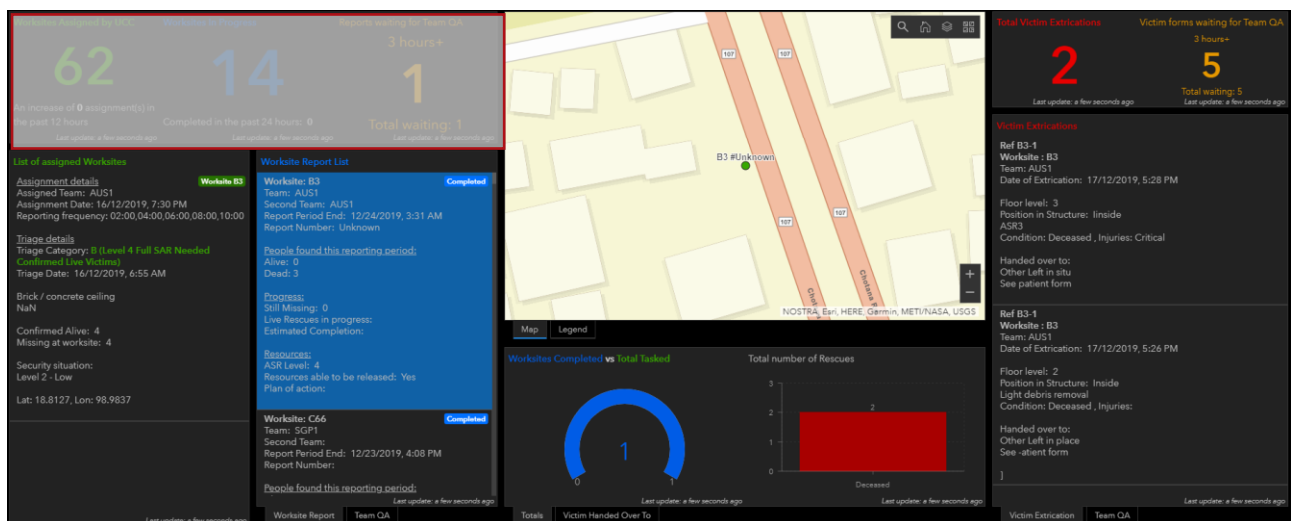 Worksites Assigned by UCC
62
An increase of 0 assignment(s) in
the past 12 hours
Last update: a few seconds ago
14
Completed in the past 24 hours: 0
Last update: a few seconds ago
Reports waiting for Team QA
3 hours+
1
Total waiting: 1
Last update: a few seconds ago
List of assigned Worksites
Assignment details
Worksite B3
Assigned Team: AUS1
Assignment Date: 16/12/2019, 7:30 PM
Reporting frequency: 02:00,04:00,06:00,08:00,10:00
Triage details
Triage Category: B (Level 4 Full SAR Needed
Confirmed Live Victims)
Triage Date: 16/12/2019, 6:55 AM
Brick / concrete ceiling
NaN
Confirmed Alive: 4
Missing at worksite: 4
Security situation:
Level 2 - Low
Lat: 18.8127, Lon: 98.9837
Last update: a few seconds ago
Worksite Report List
Worksite: B3
Completed
Team: AUS1
Second Team: AUS1
Report Period End: 12/24/2019, 3:31 AM
Report Number: Unknown
People found this reporting period:
Alive: 0
Dead: 3
Progress:
Still Missing: 0
Live Rescues in progress:
Estimated Completion:
Resources:
ASR Level: 4
Resources able to be released: Yes
Plan of action:
Worksite: C66
Completed
Team: SGP1
Second Team:
Report Period End: 12/23/2019, 4:08 PM
Report Number:
People found this reporting period:
Last update: a few seconds ago
Worksite Report
Team QA
107
107
B3 #Unknown
107
107
Chotana
Chotana R
+
−
NOSTRA, Esri, HERE, Garmin, METI/NASA, USGS
Map
Legend
Worksites Completed vs Total Tasked
1
0
1
Last update: a few seconds ago
Total number of Rescues
3
2
1
0
2
Deceased
Last update: a few seconds ago
Totals
Victim Handed Over To
Total Victim Extrications
2
Last update: a few seconds ago
Victim forms waiting for Team QA
3 hours+
5
Total waiting: 5
Last update: a few seconds ago
Victim Extrications
Ref B3-1
Worksite : B3
Team: AUS1
Date of Extrication: 17/12/2019, 5:28 PM
Floor level: 3
Position in Structure: Iinside
ASR3
Condition: Deceased , Injuries: Critical
Handed over to:
Other Left in situ
See patient form
Ref B3-1
Worksite : B3
Team: AUS1
Date of Extrication: 17/12/2019, 5:26 PM
Floor level: 2
Position in Structure: Inside
Light debris removal
Condition: Deceased , Injuries:
Handed over to:
Other Left in place
See -atient form
]
Last update: a few seconds ago
Victim Extrication
Team QA